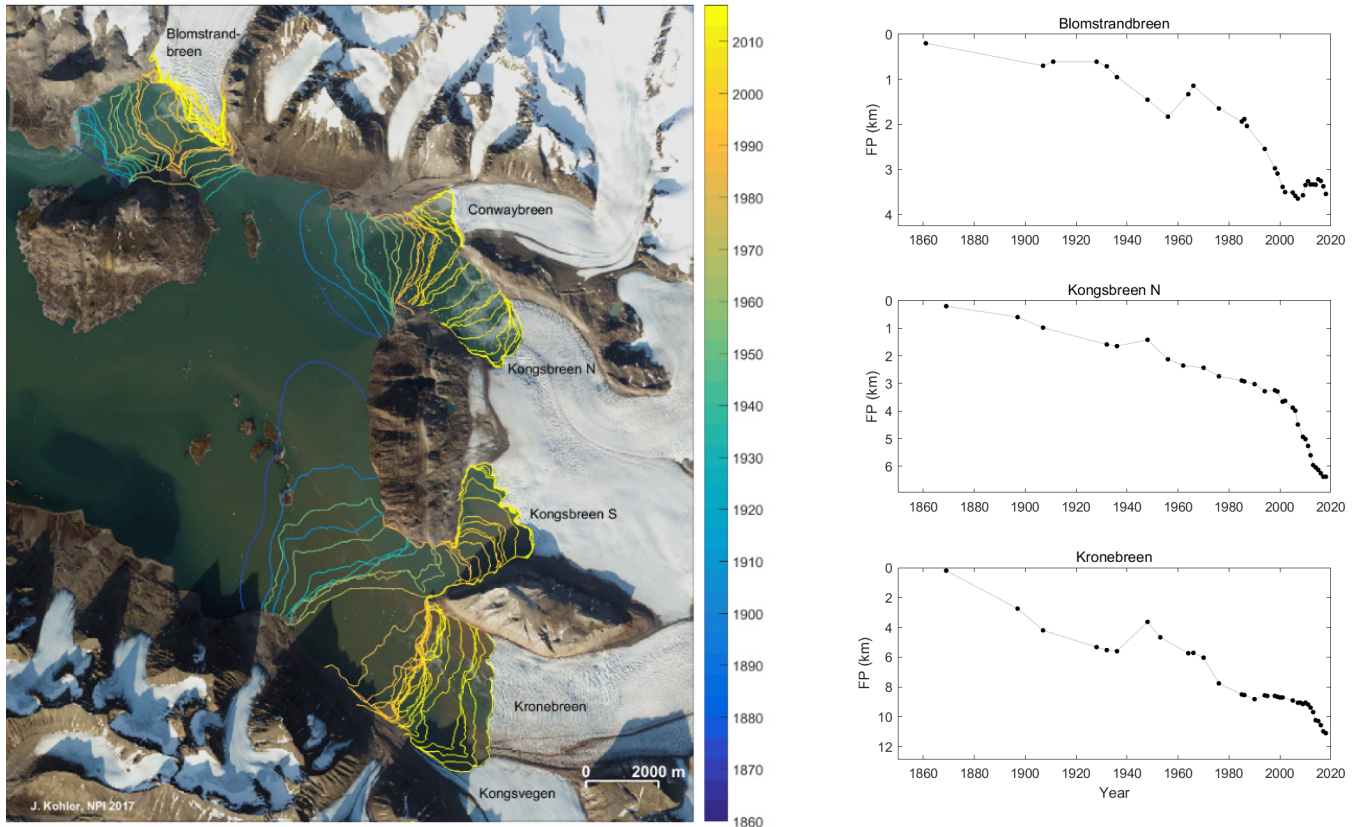 Blomstrand-
breen
Conwaybreen
Kongsbreen N
Kongsbreen S
Kronebreen
Kongsvegen
0 2000 m
J. Kohler, NPI 2017
2010
2000
1990
1980
1970
1960
1950
1940
1930
1920
1910
1900
1890
1880
1870
1860
Blomstrandbreen
FP (km)
0
1
2
3
4
1860 1880 1900 1920 1940 1960 1980 2000 2020
Kongsbreen N
FP (km)
0
1
2
3
4
5
6
1860 1880 1900 1920 1940 1960 1980 2000 2020
Kronebreen
FP (km)
0
2
4
6
8
10
12
1860 1880 1900 1920 1940 1960 1980 2000 2020
Year